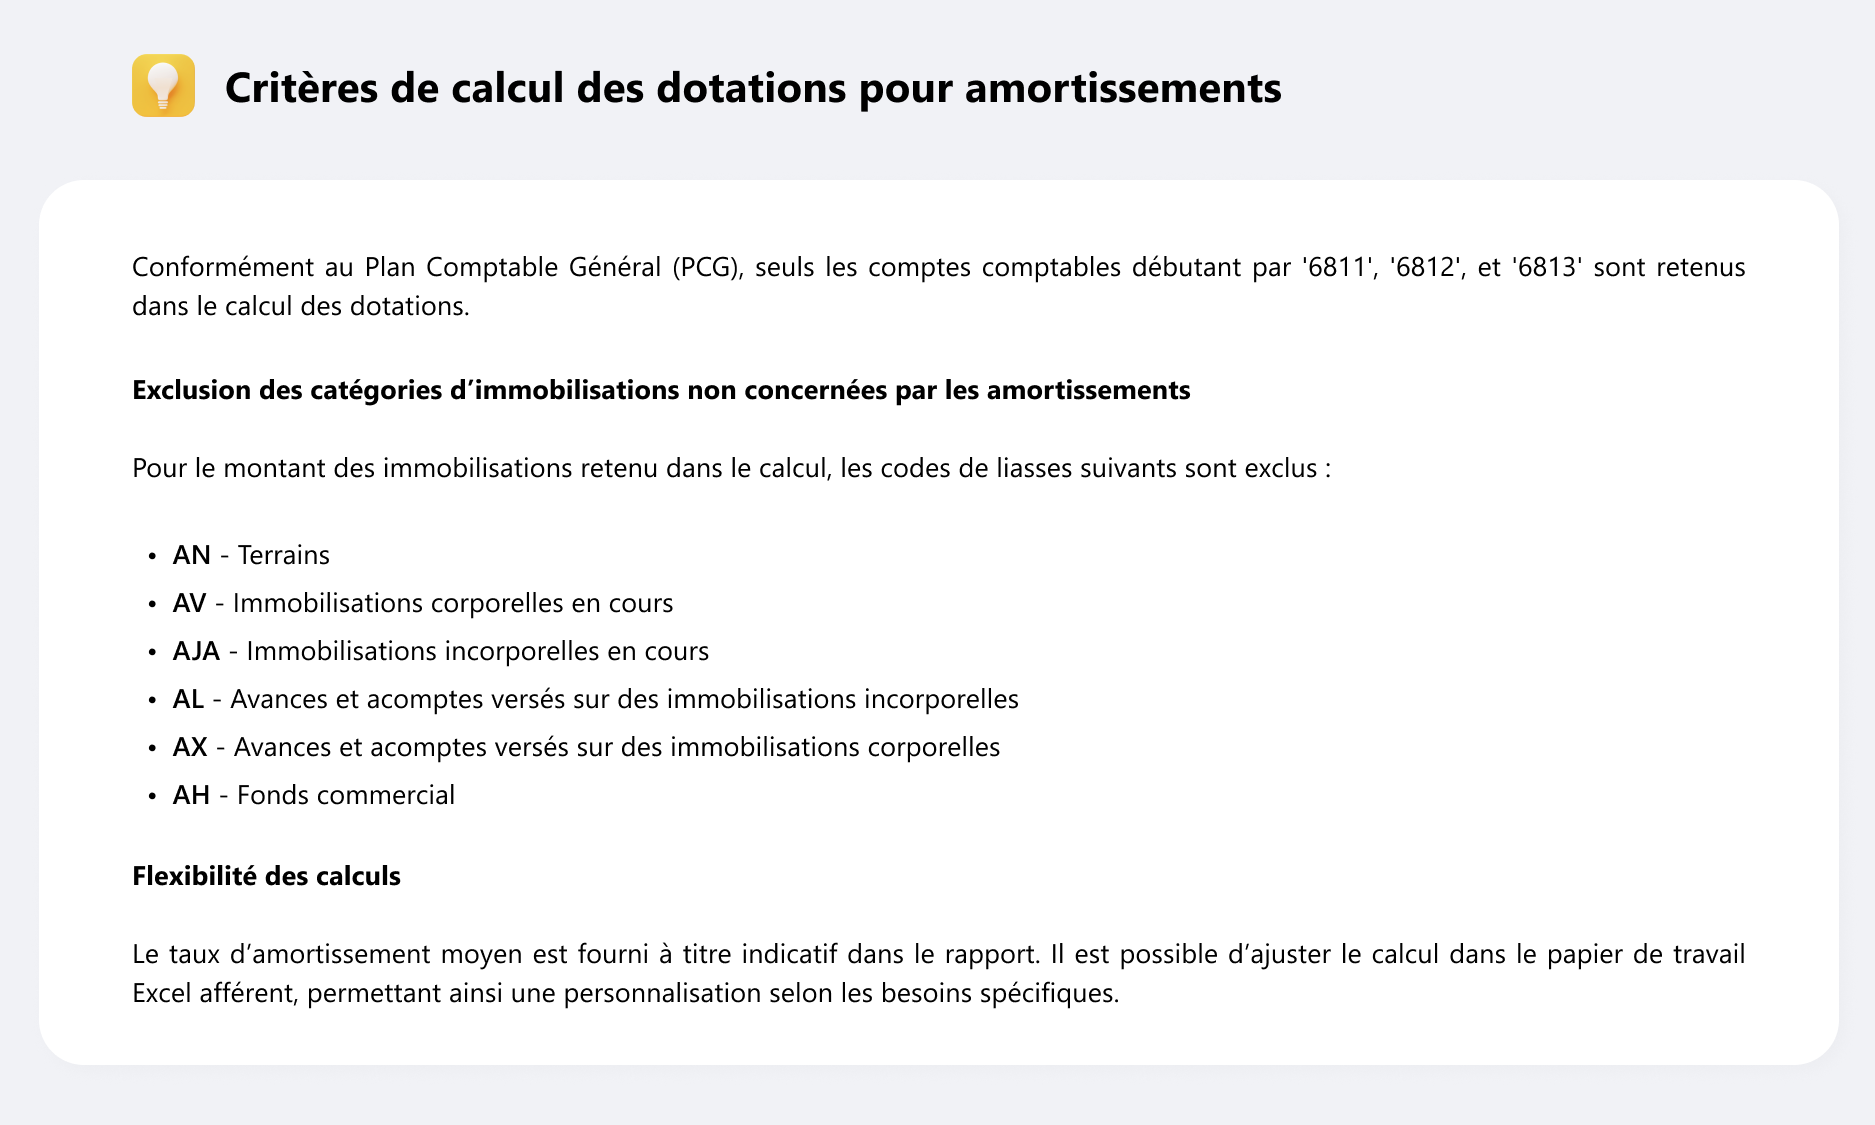 Critères de calcul des dotations pour amortissements
Conformément au Plan Comptable Général (PCG), seuls les comptes comptables débutant par '6811', '6812', et '6813' sont retenus
dans le calcul des dotations.
Exclusion des catégories d’immobilisations non concernées par les amortissements
Pour le montant des immobilisations retenu dans le calcul, les codes de liasses suivants sont exclus :
• AN - Terrains
• AV - Immobilisations corporelles en cours
• AJA - Immobilisations incorporelles en cours
• AL - Avances et acomptes versés sur des immobilisations incorporelles
• AX - Avances et acomptes versés sur des immobilisations corporelles
• AH - Fonds commercial
Flexibilité des calculs
Le taux d’amortissement moyen est fourni à titre indicatif dans le rapport. Il est possible d’ajuster le calcul dans le papier de travail
Excel afférent, permettant ainsi une personnalisation selon les besoins spécifiques.